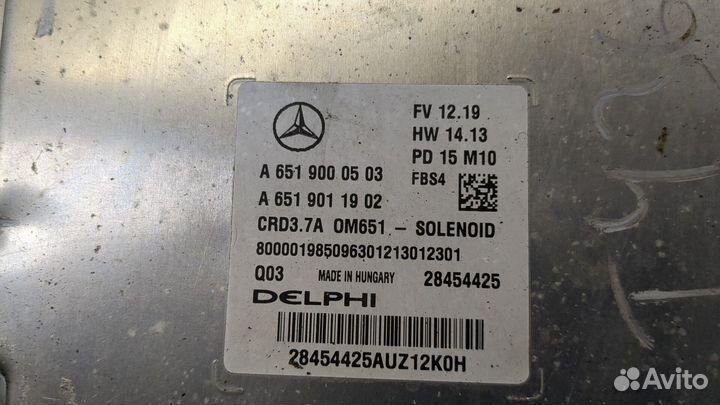 FV 12.19
HW 14.13
PD 15 M10
FBS4
A 651 900 05 03
A 651 901 19 02
CRD3.7A OM651 – SOLENOID
80000198509630121301​2301
Q03 MADE IN HUNGARY 28454425
DELPHI
28454425AUZ12K0H
Avito